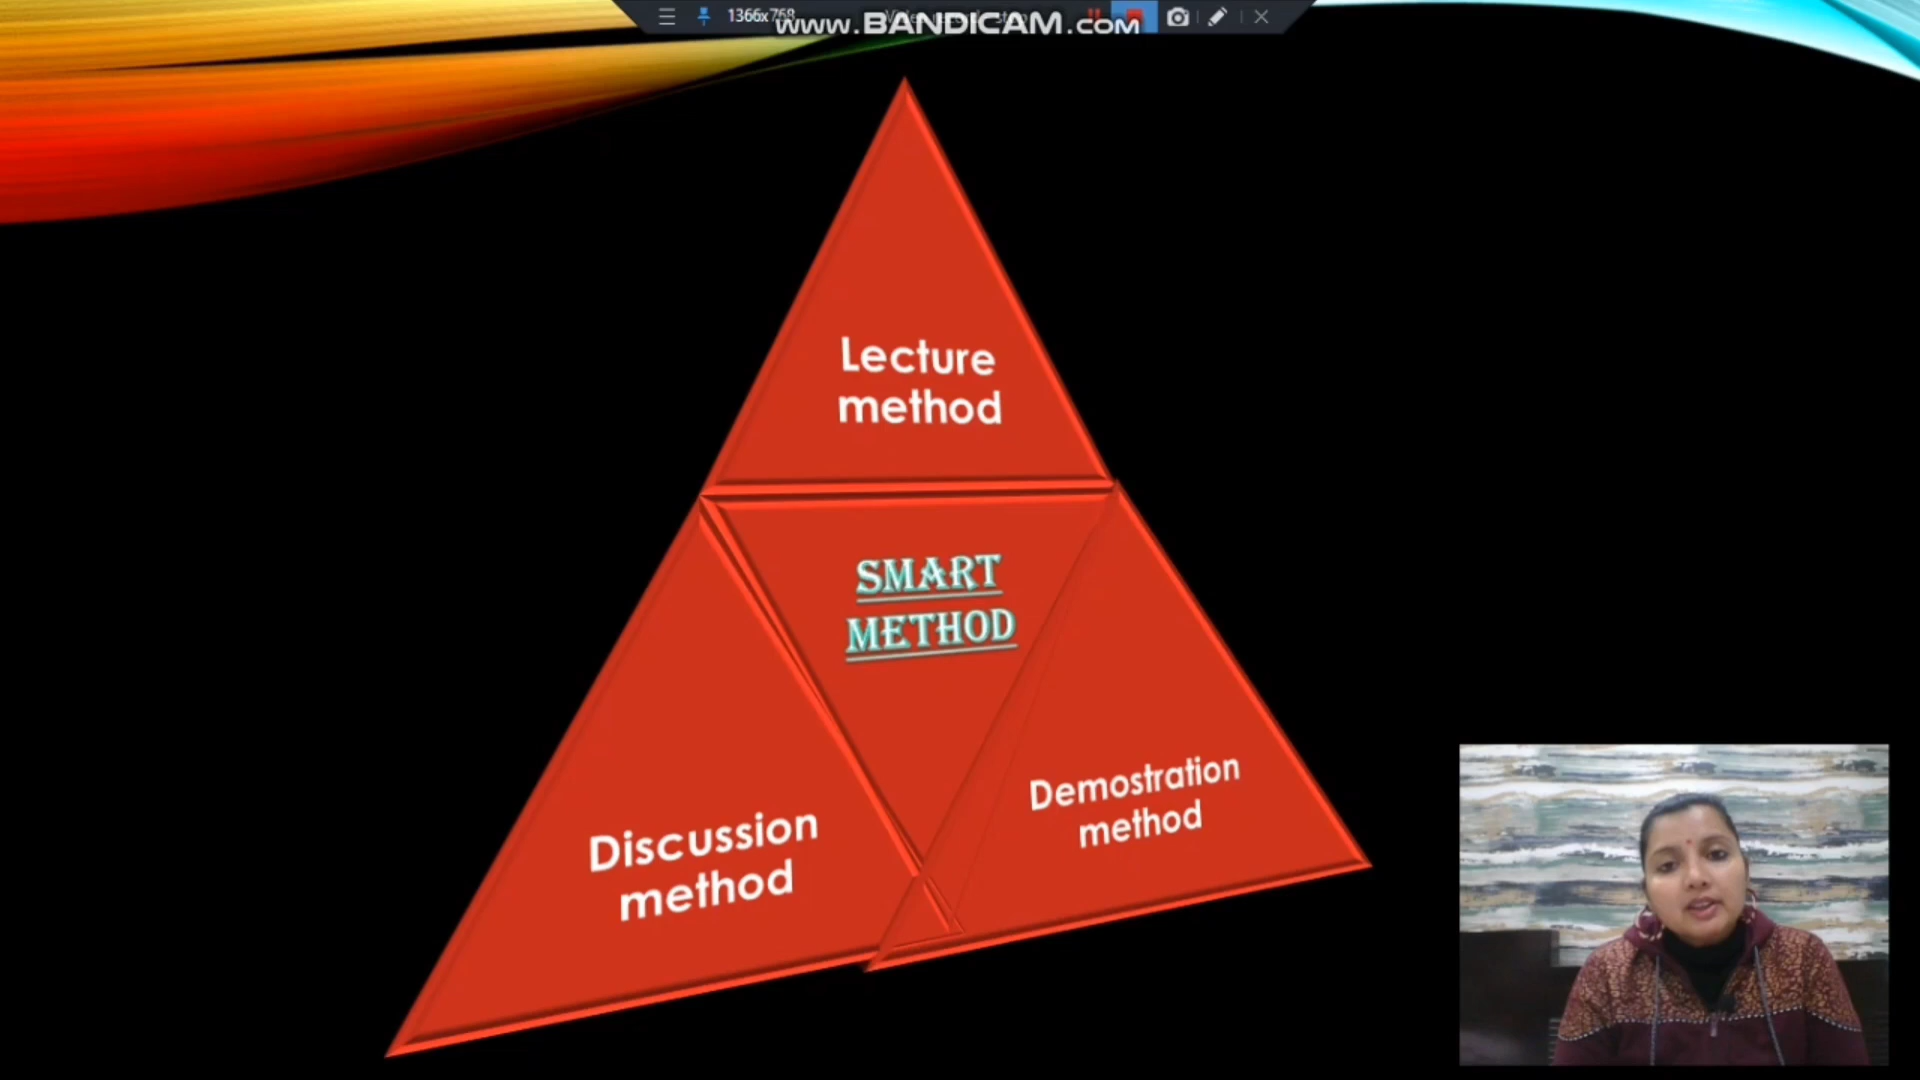 1366x768
www.BANDICAM.com
Lecture
method
SMART
METHOD
Discussion
method
Demostration
method